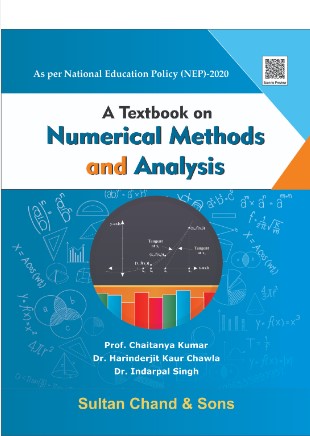 As per National Education Policy (NEP)-2020
A Textbook on
Numerical Methods
and Analysis
Prof. Chaitanya Kumar
Dr. Harinderjit Kaur Chawla
Dr. Indarpal Singh
Sultan Chand & Sons